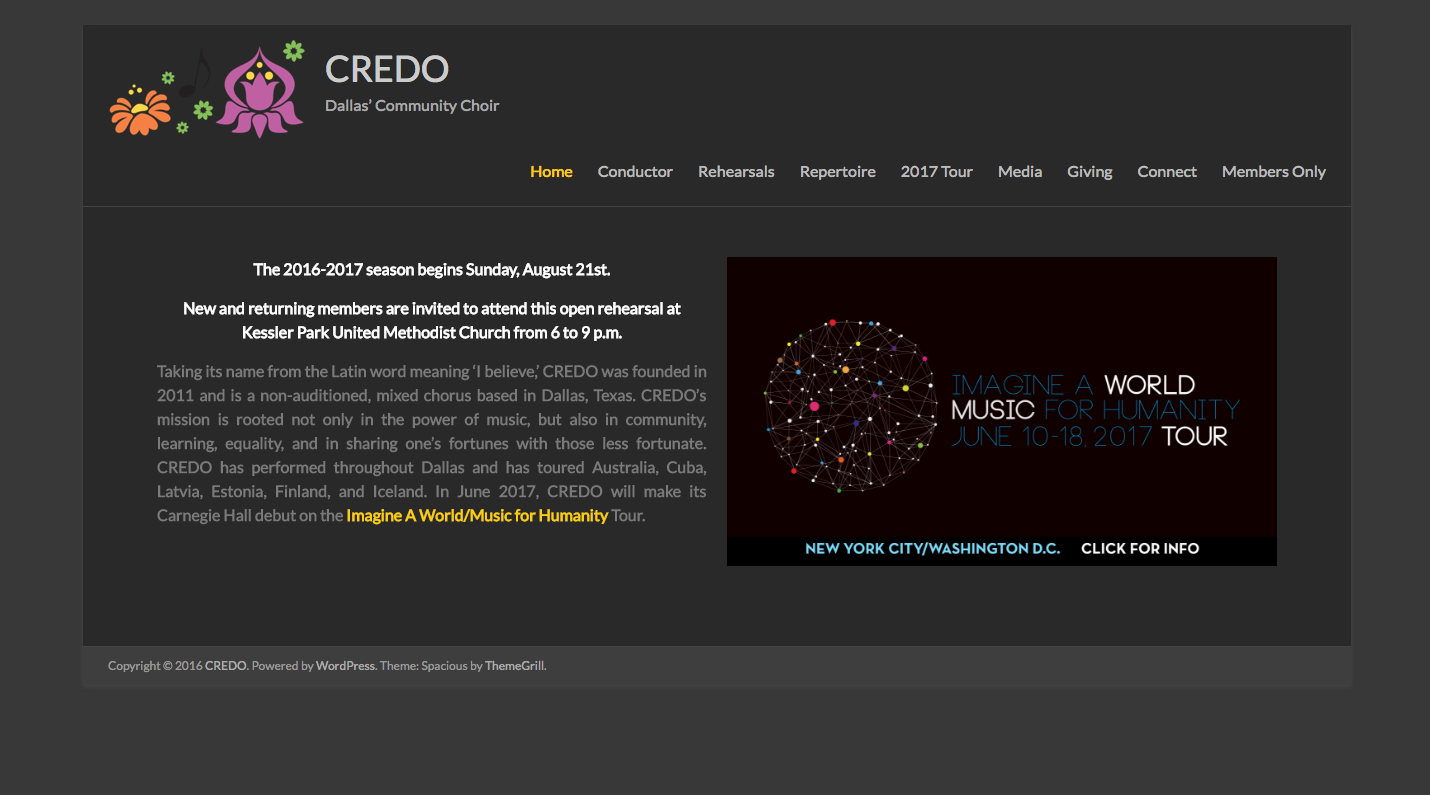 CREDO
Dallas’ Community Choir
Home Conductor Rehearsals Repertoire 2017 Tour Media Giving Connect Members Only
The 2016-2017 season begins Sunday, August 21st.
New and returning members are invited to attend this open rehearsal at
Kessler Park United Methodist Church from 6 to 9 p.m.
Taking its name from the Latin word meaning ‘I believe,’ CREDO was founded in
2011 and is a non-auditioned, mixed chorus based in Dallas, Texas. CREDO’s
mission is rooted not only in the power of music, but also in community,
learning, equality, and in sharing one’s fortunes with those less fortunate.
CREDO has performed throughout Dallas and has toured Australia, Cuba,
Latvia, Estonia, Finland, and Iceland. In June 2017, CREDO will make its
Carnegie Hall debut on the Imagine A World/Music for Humanity Tour.
IMAGINE A WORLD
MUSIC FOR HUMANITY
JUNE 10-18, 2017 TOUR
NEW YORK CITY/WASHINGTON D.C. CLICK FOR INFO
Copyright © 2016 CREDO. Powered by WordPress. Theme: Spacious by ThemeGrill.